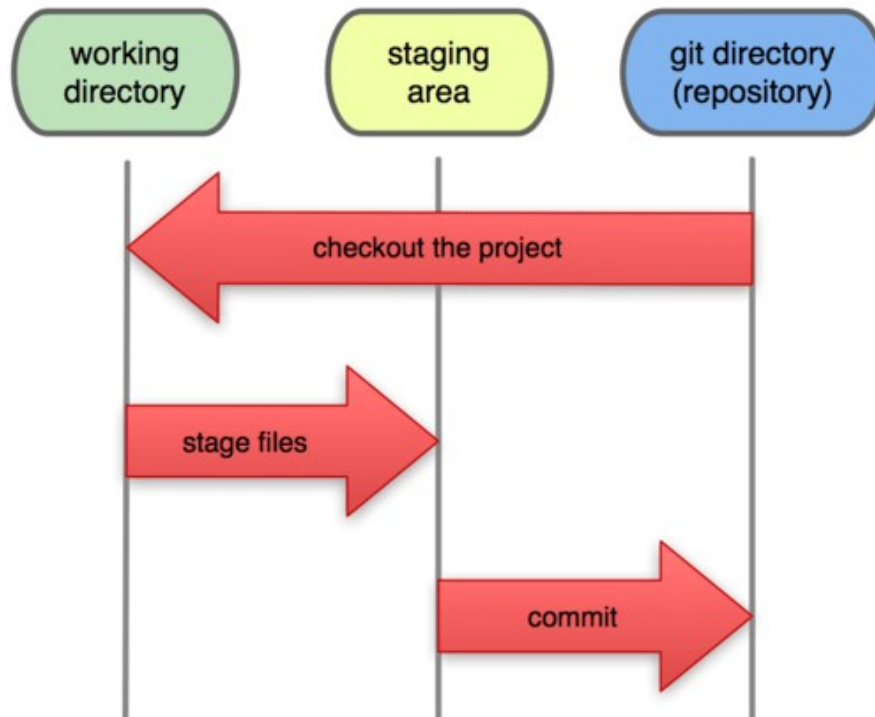 working
directory
staging
area
git directory
(repository)
checkout the project
stage files
commit